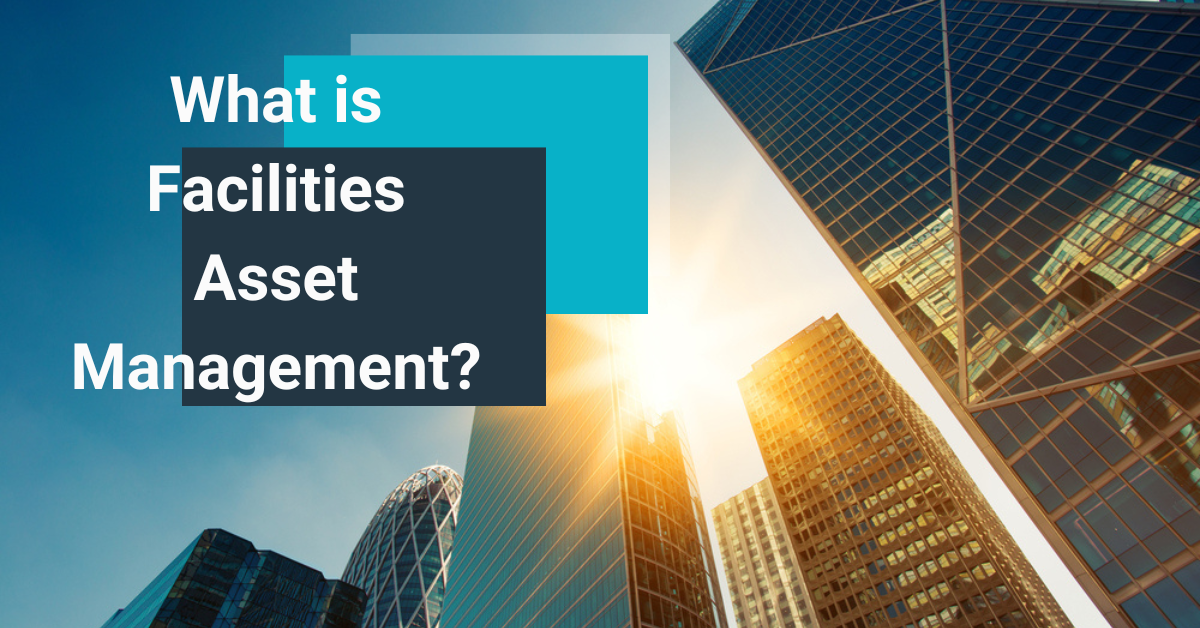 What is
Facilities
Asset
Management?